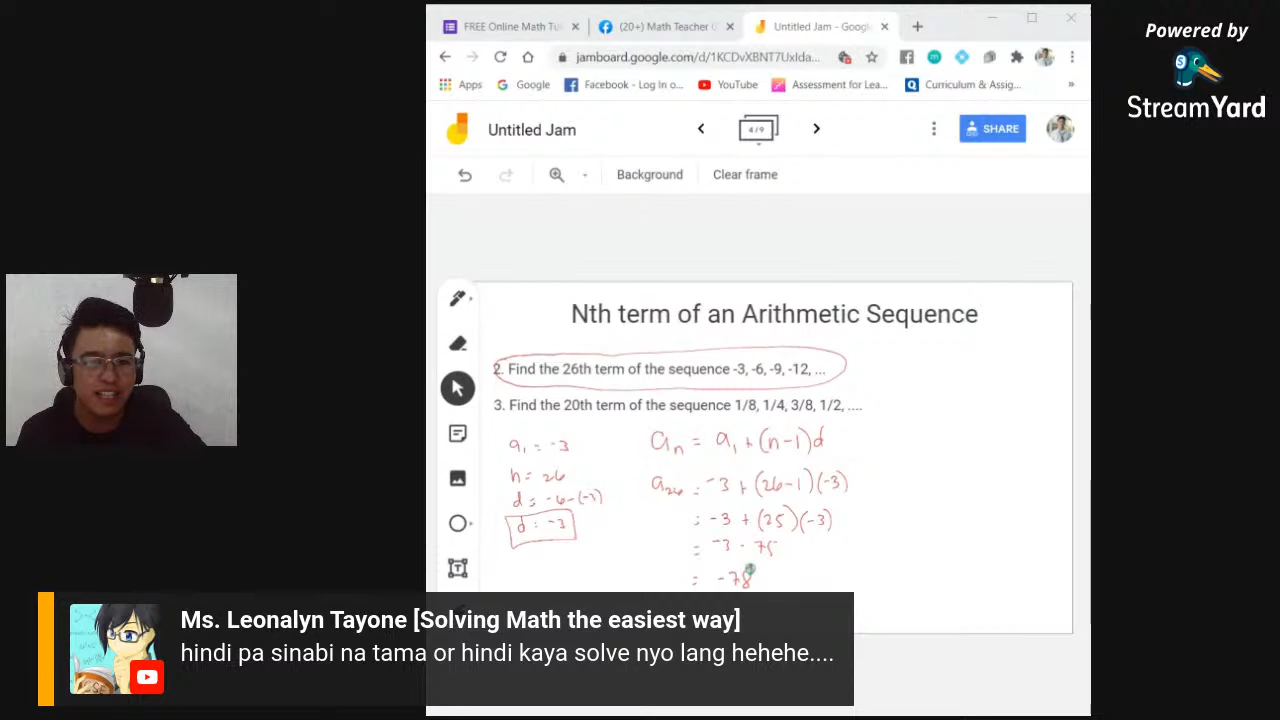 FREE Online Math Tu
(20+) Math Teacher
Untitled Jam - Goog
jamboard.google.com/d/1KCDvXBNT7UxIda...
Apps
Google
Facebook - Log In o...
YouTube
Assessment for Lea...
Curriculum & Assig...
»
Untitled Jam
4/9
SHARE
Background
Clear frame
Powered by
StreamYard
Nth term of an Arithmetic Sequence
2. Find the 26th term of the sequence -3, -6, -9, -12, ...
3. Find the 20th term of the sequence 1/8, 1/4, 3/8, 1/2, ....
a₁ = -3
n = 26
d = -6-(-3)
d = -3
aₙ = a₁ + (n-1)d
a₂₆ = -3 + (26-1)(-3)
= -3 + (25)(-3)
= -3 - 75
= -78
Ms. Leonalyn Tayone [Solving Math the easiest way]
hindi pa sinabi na tama or hindi kaya solve nyo lang hehehe....